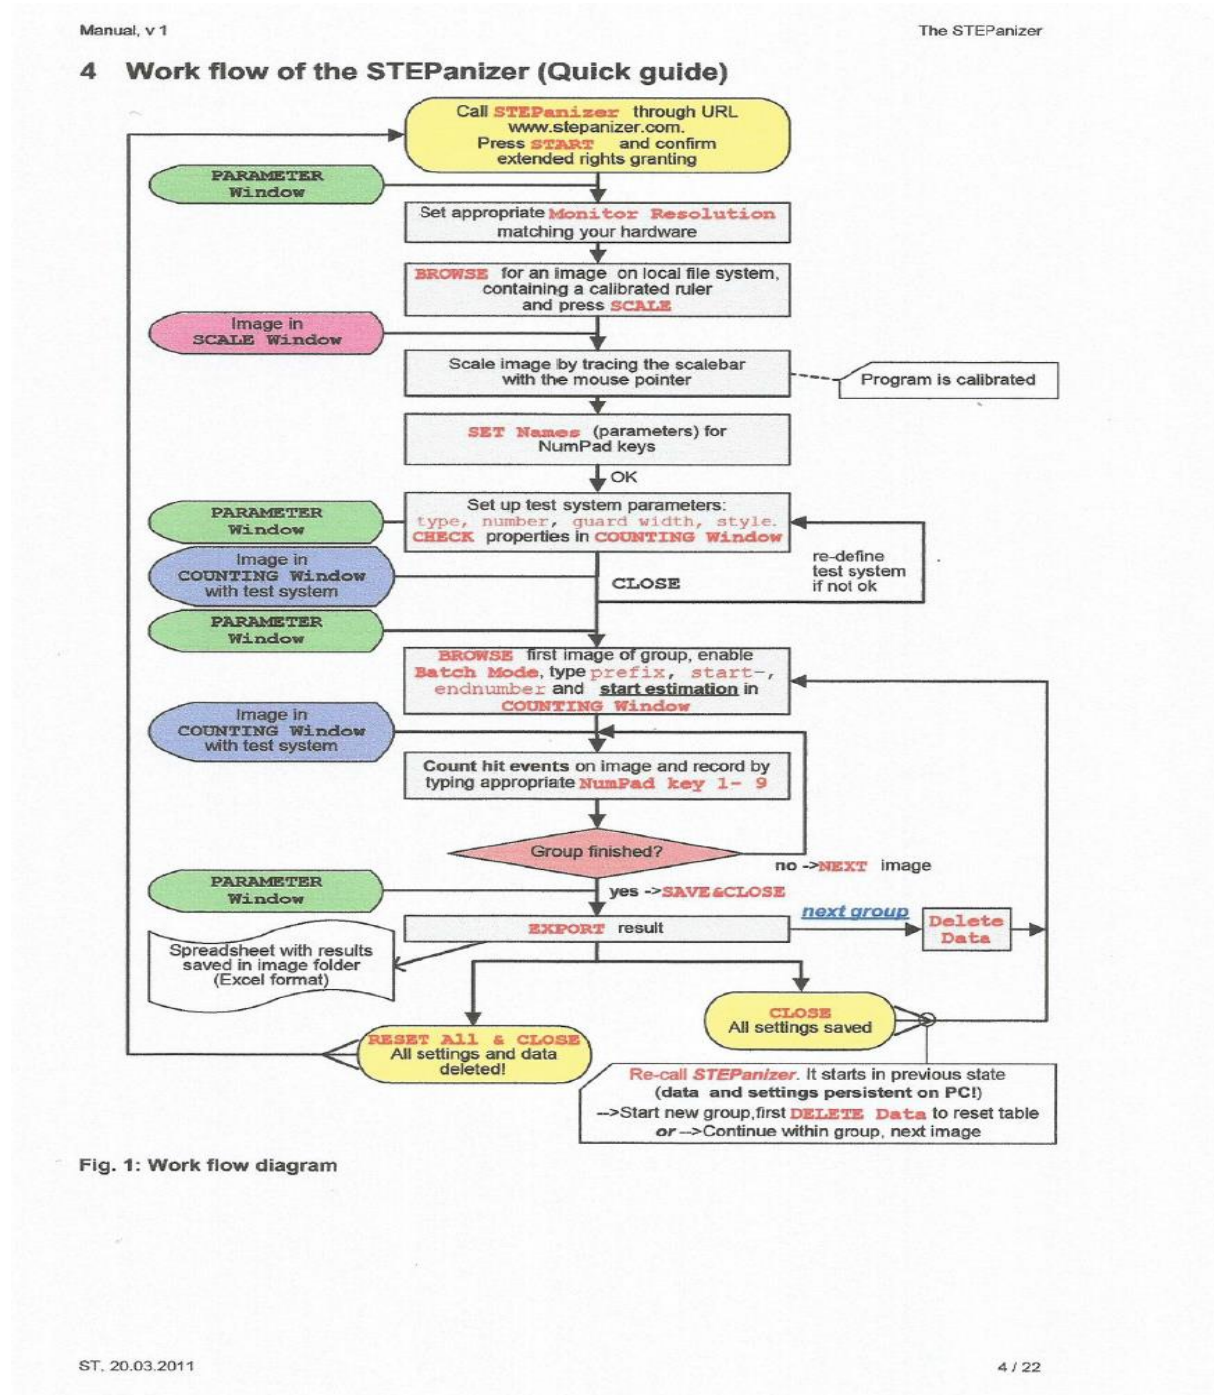 Manual, v 1
The STEPanizer
4 Work flow of the STEPanizer (Quick guide)
Call STEPanizer through URL
www.stepanizer.com.
Press START and confirm
extended rights granting
PARAMETER
Window
Set appropriate Monitor Resolution
matching your hardware
BROWSE for an image on local file system,
containing a calibrated ruler
and press SCALE
Image in
SCALE Window
Scale image by tracing the scalebar
with the mouse pointer
Program is calibrated
SET Names (parameters) for
NumPad keys
OK
PARAMETER
Window
Set up test system parameters:
type, number, guard width, style.
CHECK properties in COUNTING Window
Image in
COUNTING Window
with test system
CLOSE
re-define
test system
if not ok
PARAMETER
Window
BROWSE first image of group, enable
Batch Mode, type prefix, start-,
endnumber and start estimation in
COUNTING Window
Image in
COUNTING Window
with test system
Count hit events on image and record by
typing appropriate NumPad key 1- 9
Group finished?
no ->NEXT image
PARAMETER
Window
yes ->SAVE&CLOSE
EXPORT result
next group
Delete
Data
Spreadsheet with results
saved in image folder
(Excel format)
CLOSE
All settings saved
RESET All & CLOSE
All settings and data
deleted!
Re-call STEPanizer. It starts in previous state
(data and settings persistent on PC!)
-->Start new group,first DELETE Data to reset table
or -->Continue within group, next image
Fig. 1: Work flow diagram
ST, 20.03.2011
4 / 22